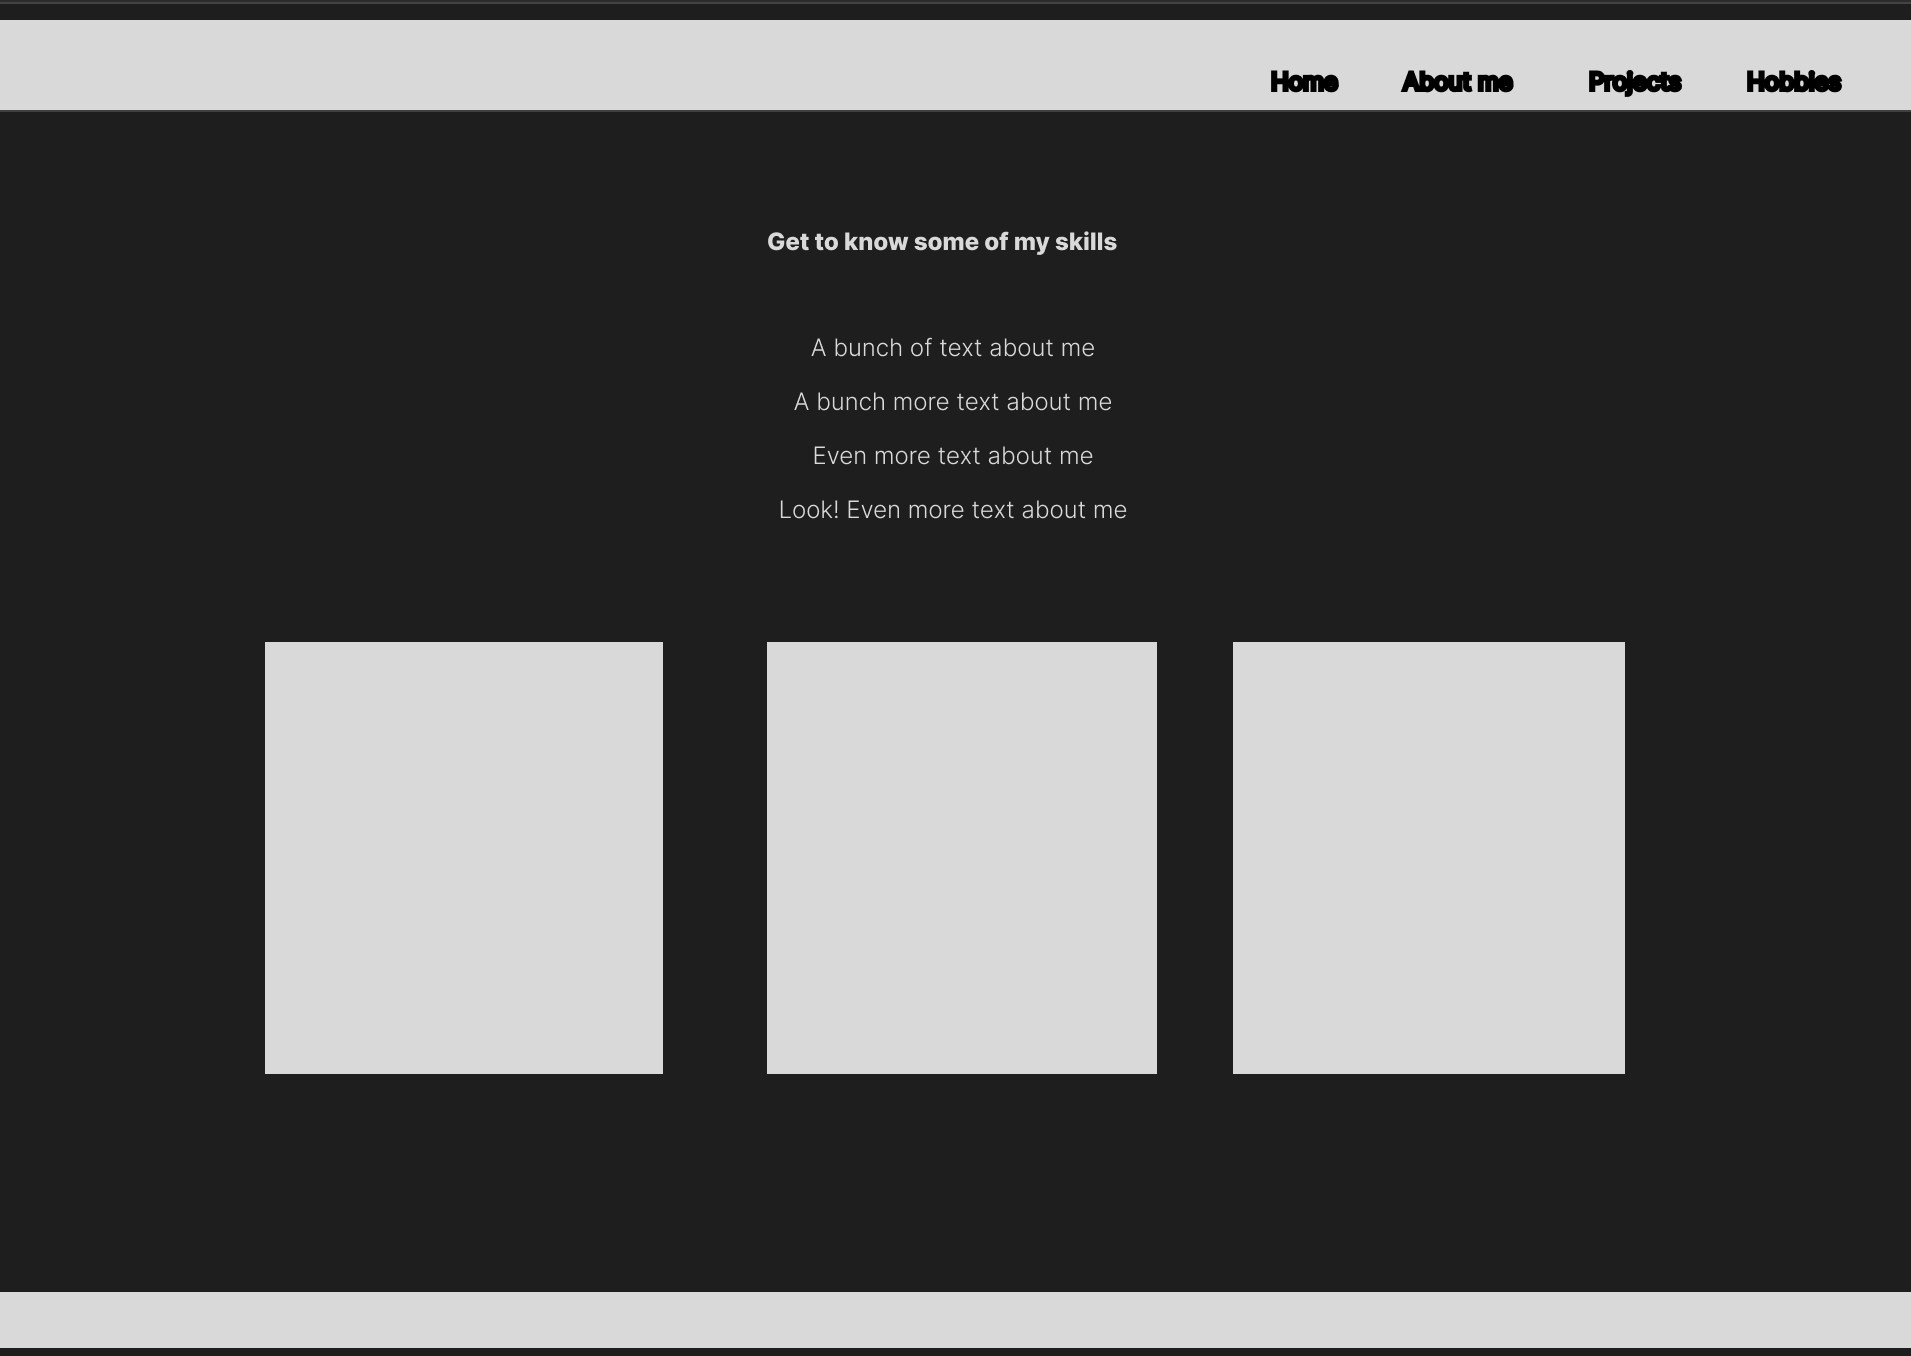 Home About me Projects Hobbies
Get to know some of my skills
A bunch of text about me
A bunch more text about me
Even more text about me
Look! Even more text about me